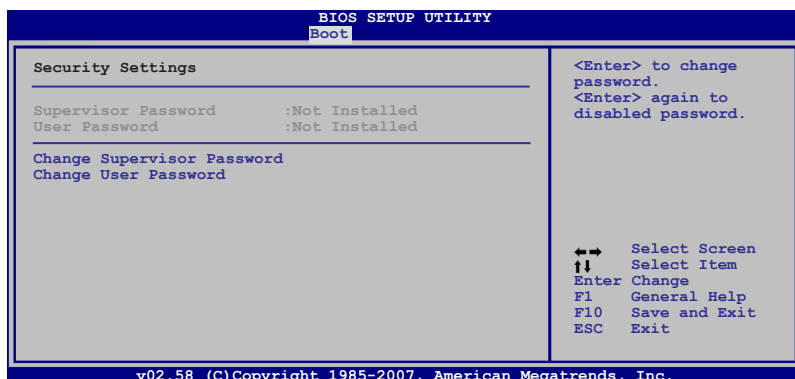 BIOS SETUP UTILITY
Boot
Security Settings
Supervisor Password :Not Installed
User Password :Not Installed
Change Supervisor Password
Change User Password
<Enter> to change
password.
<Enter> again to
disabled password.
←→ Select Screen
↑↓ Select Item
Enter Change
F1 General Help
F10 Save and Exit
ESC Exit
v02.58 (C)Copyright 1985-2007, American Megatrends, Inc.